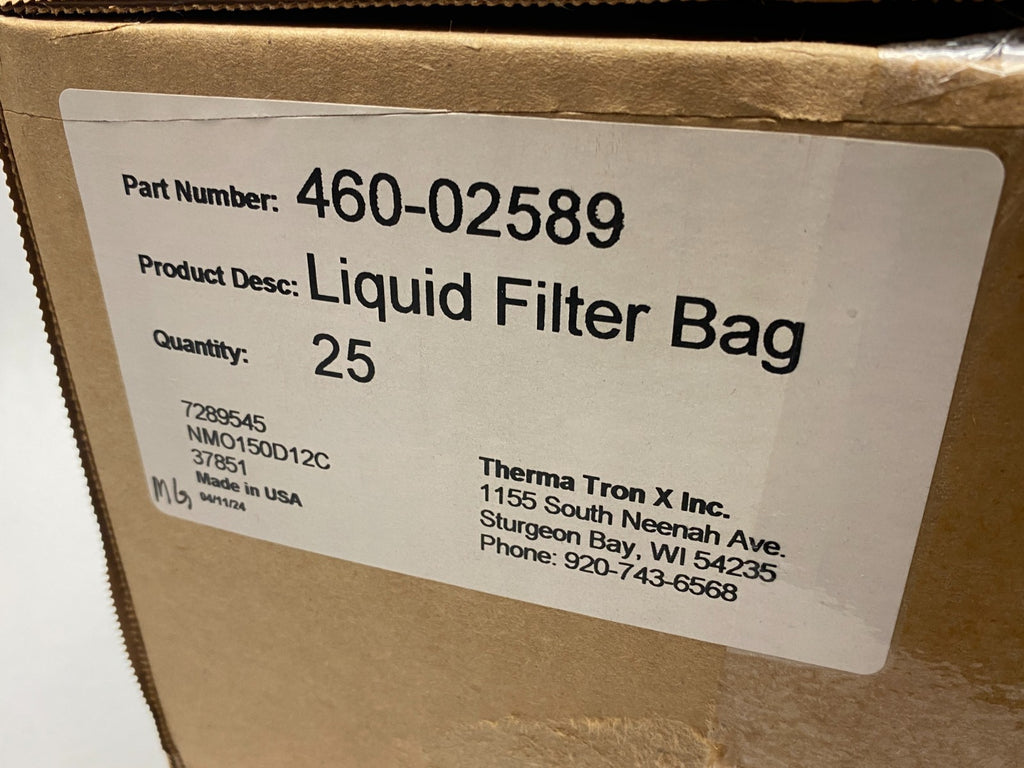 Part Number: 460-02589
Product Desc: Liquid Filter Bag
Quantity: 25
7289545
NMO150D12C
37851
Made in USA
04/11/24
MG
Therma Tron X Inc.
1155 South Neenah Ave.
Sturgeon Bay, WI 54235
Phone: 920-743-6568